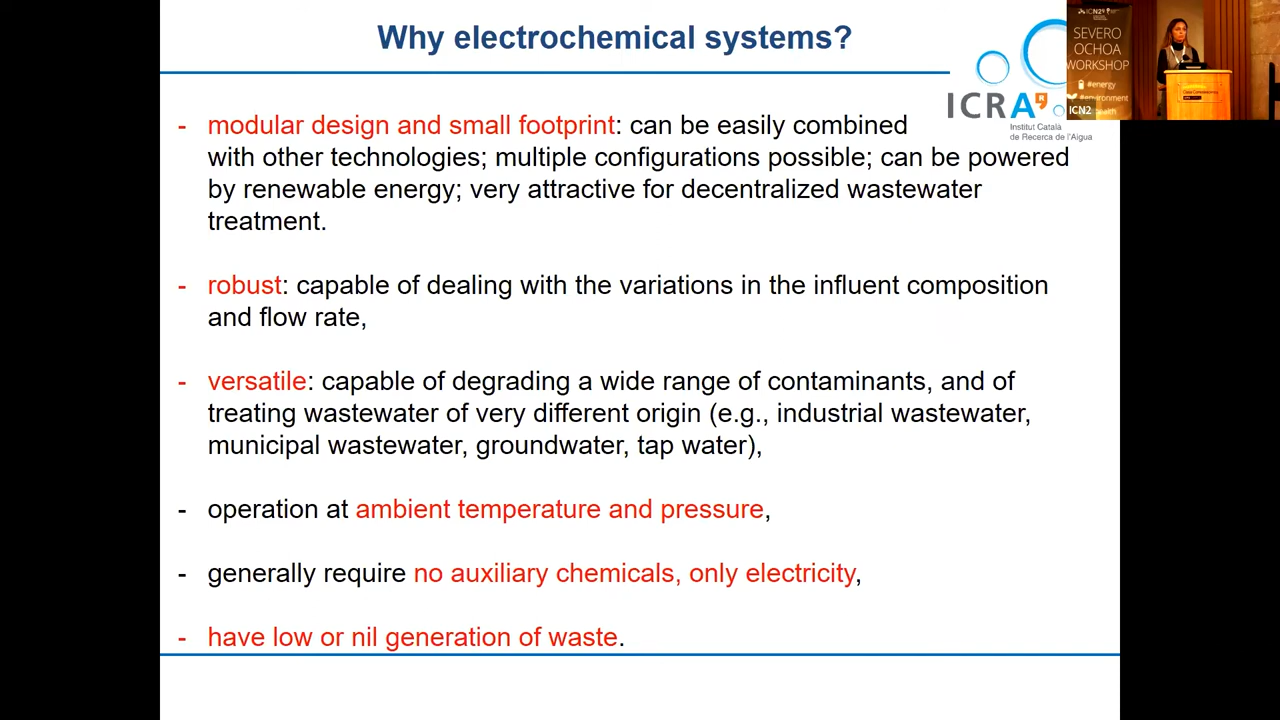 Why electrochemical systems?
ICRA
Institut Català
de Recerca de l'Aigua
ICN2
SEVERO
OCHOA
WORKSHOP
#energy
#environment
ICN2
- modular design and small footprint: can be easily combined
with other technologies; multiple configurations possible; can be powered
by renewable energy; very attractive for decentralized wastewater
treatment.
- robust: capable of dealing with the variations in the influent composition
and flow rate,
- versatile: capable of degrading a wide range of contaminants, and of
treating wastewater of very different origin (e.g., industrial wastewater,
municipal wastewater, groundwater, tap water),
- operation at ambient temperature and pressure,
- generally require no auxiliary chemicals, only electricity,
- have low or nil generation of waste.